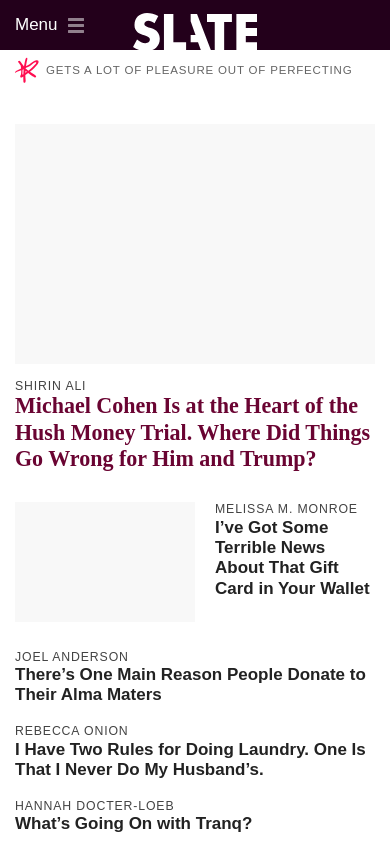 Menu
SLATE
GETS A LOT OF PLEASURE OUT OF PERFECTING
SHIRIN ALI
Michael Cohen Is at the Heart of the
Hush Money Trial. Where Did Things
Go Wrong for Him and Trump?
MELISSA M. MONROE
I’ve Got Some
Terrible News
About That Gift
Card in Your Wallet
JOEL ANDERSON
There’s One Main Reason People Donate to
Their Alma Maters
REBECCA ONION
I Have Two Rules for Doing Laundry. One Is
That I Never Do My Husband’s.
HANNAH DOCTER-LOEB
What’s Going On with Tranq?